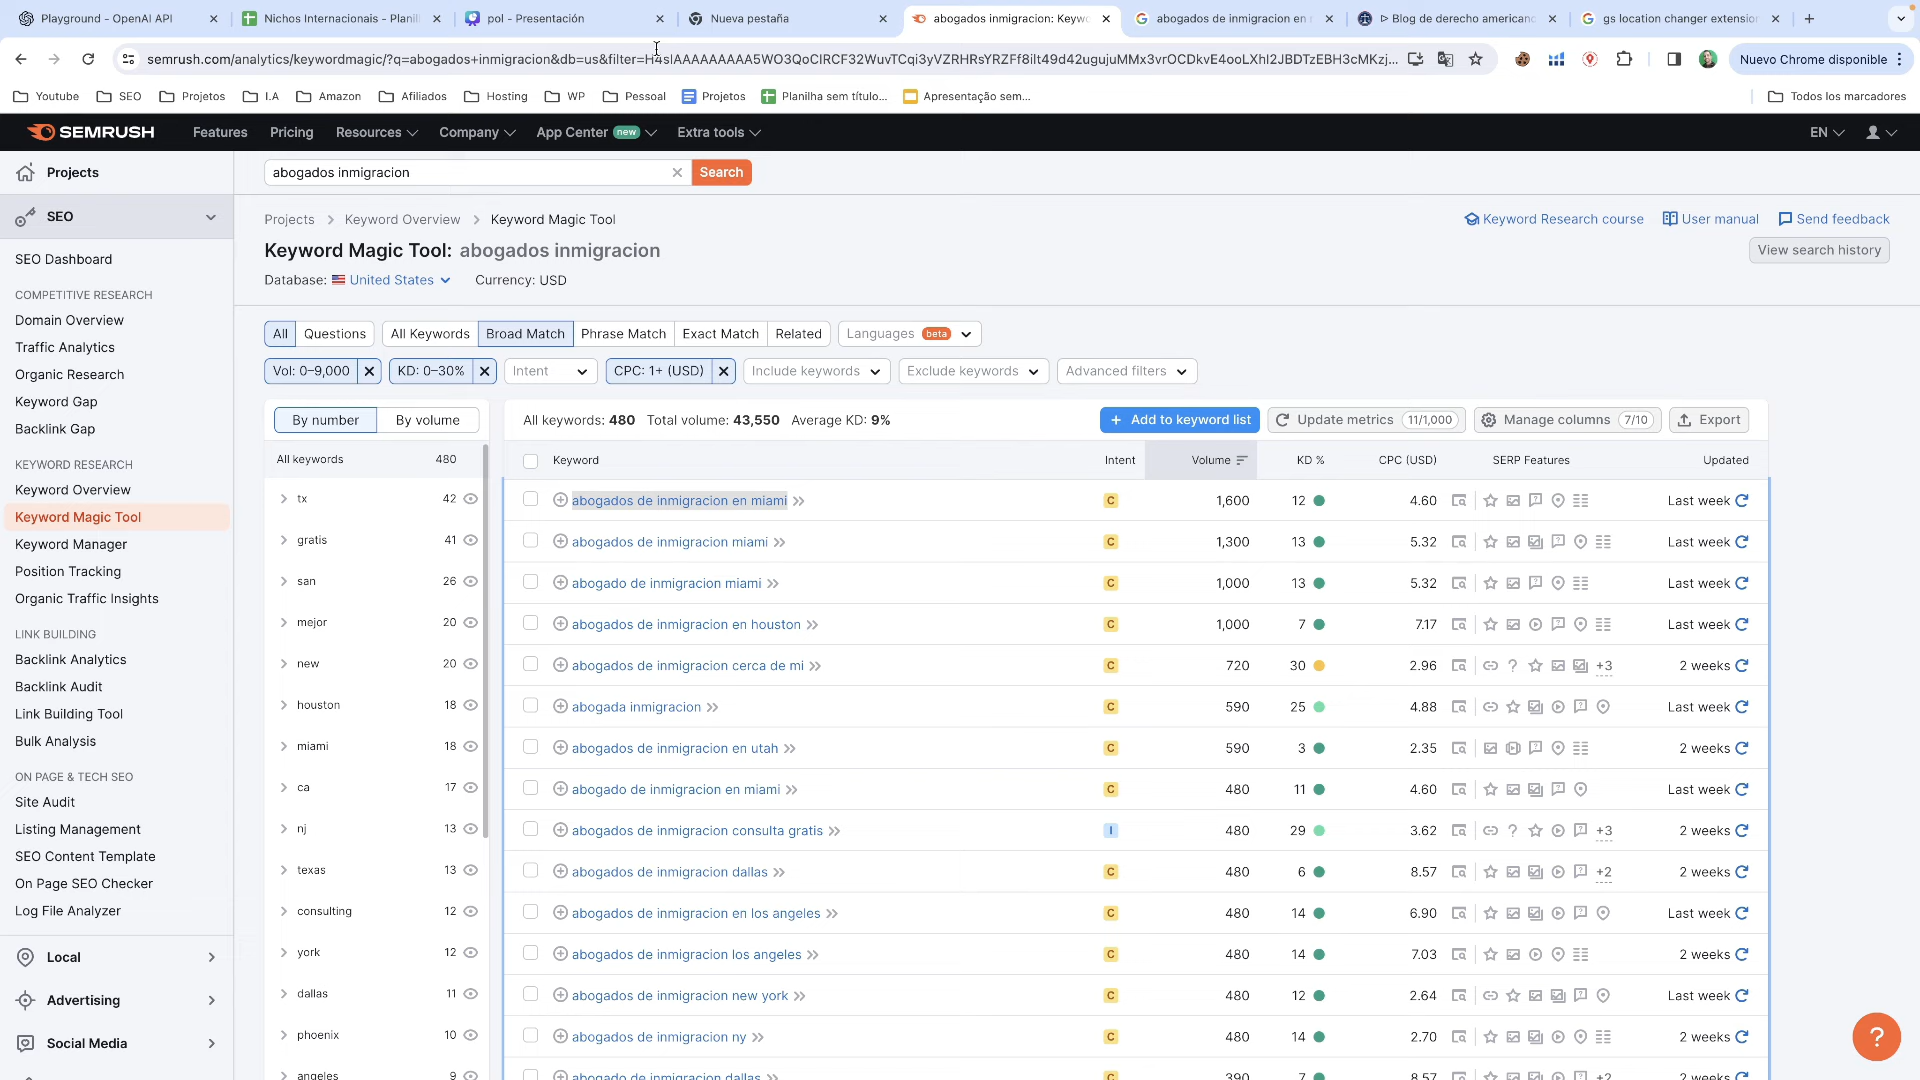 Playground - OpenAI API
Nichos Internacionais - Planil
pol - Presentación
Nueva pestaña
abogados inmigracion: Keywo
abogados de inmigracion en
ᐅ Blog de derecho american
gs location changer extension
semrush.com/analytics/keywordmagic/?q=abogados+inmigracion&db=us&filter=
Nuevo Chrome disponible
Youtube
SEO
Projetos
I.A
Amazon
Afiliados
Hosting
WP
Pessoal
Projetos
Planilha sem título...
Apresentação sem...
Todos los marcadores
SEMRUSH
Features
Pricing
Resources
Company
App Center new
Extra tools
EN
Projects
abogados inmigracion
Search
SEO
SEO Dashboard
COMPETITIVE RESEARCH
Domain Overview
Traffic Analytics
Organic Research
Keyword Gap
Backlink Gap
KEYWORD RESEARCH
Keyword Overview
Keyword Magic Tool
Keyword Manager
Position Tracking
Organic Traffic Insights
LINK BUILDING
Backlink Analytics
Backlink Audit
Link Building Tool
Bulk Analysis
ON PAGE & TECH SEO
Site Audit
Listing Management
SEO Content Template
On Page SEO Checker
Log File Analyzer
Local
Advertising
Social Media
Projects > Keyword Overview > Keyword Magic Tool
Keyword Research course
User manual
Send feedback
Keyword Magic Tool: abogados inmigracion
View search history
Database: United States Currency: USD
All Questions All Keywords Broad Match Phrase Match Exact Match Related Languages beta
Vol: 0–9,000 KD: 0–30% Intent CPC: 1+ (USD) Include keywords Exclude keywords Advanced filters
By number By volume
All keywords 480
tx 42
gratis 41
san 26
mejor 20
new 20
houston 18
miami 18
ca 17
nj 13
texas 13
consulting 12
york 12
dallas 11
phoenix 10
angeles 9
All keywords: 480 Total volume: 43,550 Average KD: 9%
+ Add to keyword list
Update metrics 11/1,000
Manage columns 7/10
Export
Keyword Intent Volume KD % CPC (USD) SERP Features Updated
abogados de inmigracion en miami C 1,600 12 4.60 Last week
abogados de inmigracion miami C 1,300 13 5.32 Last week
abogado de inmigracion miami C 1,000 13 5.32 Last week
abogados de inmigracion en houston C 1,000 7 7.17 Last week
abogados de inmigracion cerca de mi C 720 30 2.96 +3 2 weeks
abogada inmigracion C 590 25 4.88 Last week
abogados de inmigracion en utah C 590 3 2.35 2 weeks
abogado de inmigracion en miami C 480 11 4.60 Last week
abogados de inmigracion consulta gratis I 480 29 3.62 +3 2 weeks
abogados de inmigracion dallas C 480 6 8.57 +2 2 weeks
abogados de inmigracion en los angeles C 480 14 6.90 Last week
abogados de inmigracion los angeles C 480 14 7.03 2 weeks
abogados de inmigracion new york C 480 12 2.64 Last week
abogados de inmigracion ny C 480 14 2.70 2 weeks
abogado de inmigracion dallas C 390 7 8.57 +2 2 weeks
?